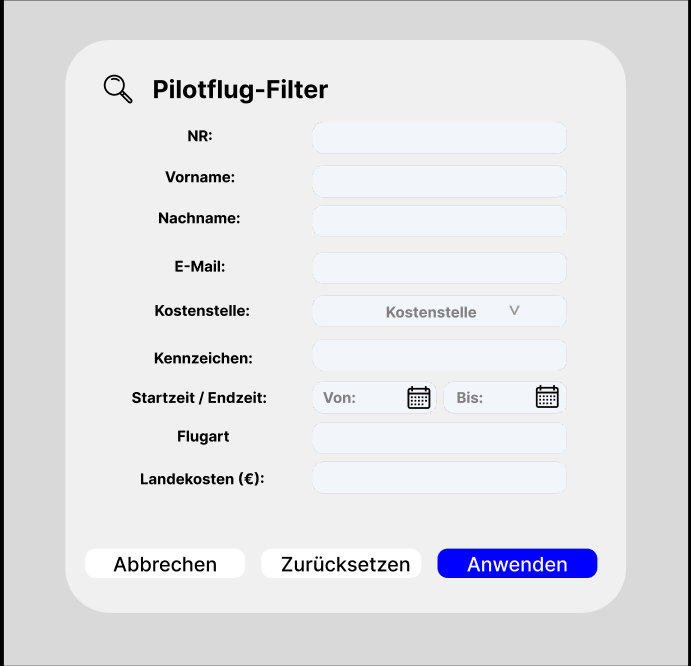 Pilotflug-Filter
NR:
Vorname:
Nachname:
E-Mail:
Kostenstelle: Kostenstelle V
Kennzeichen:
Startzeit / Endzeit: Von: Bis:
Flugart
Landekosten (€):
Abbrechen Zurücksetzen Anwenden